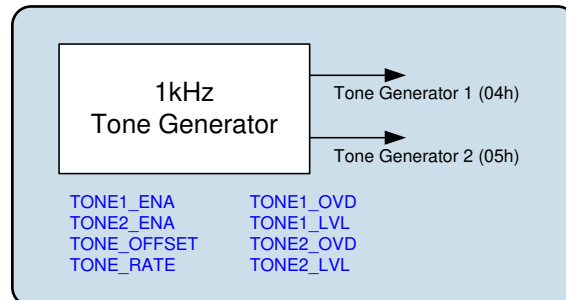 1kHz
Tone Generator
Tone Generator 1 (04h)
Tone Generator 2 (05h)
TONE1_ENA
TONE2_ENA
TONE_OFFSET
TONE_RATE
TONE1_OVD
TONE1_LVL
TONE2_OVD
TONE2_LVL